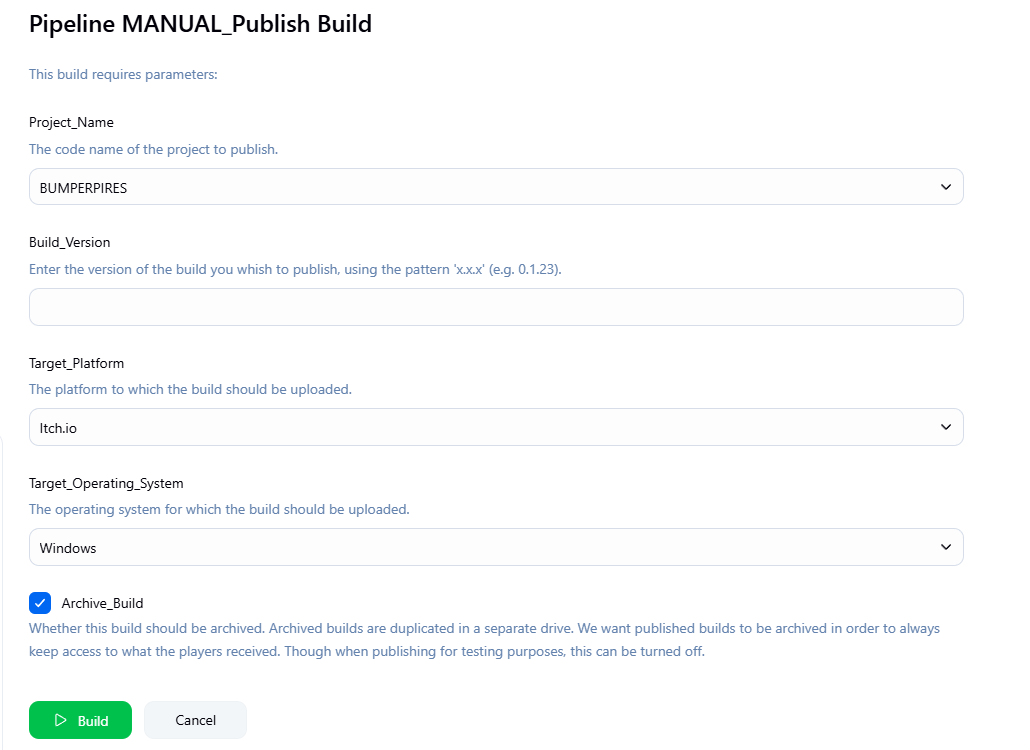 Pipeline MANUAL_Publish Build
This build requires parameters:
Project_Name
The code name of the project to publish.
BUMPERPIRES
Build_Version
Enter the version of the build you whish to publish, using the pattern 'x.x.x' (e.g. 0.1.23).
Target_Platform
The platform to which the build should be uploaded.
Itch.io
Target_Operating_System
The operating system for which the build should be uploaded.
Windows
Archive_Build
Whether this build should be archived. Archived builds are duplicated in a separate drive. We want published builds to be archived in order to always
keep access to what the players received. Though when publishing for testing purposes, this can be turned off.
Build
Cancel